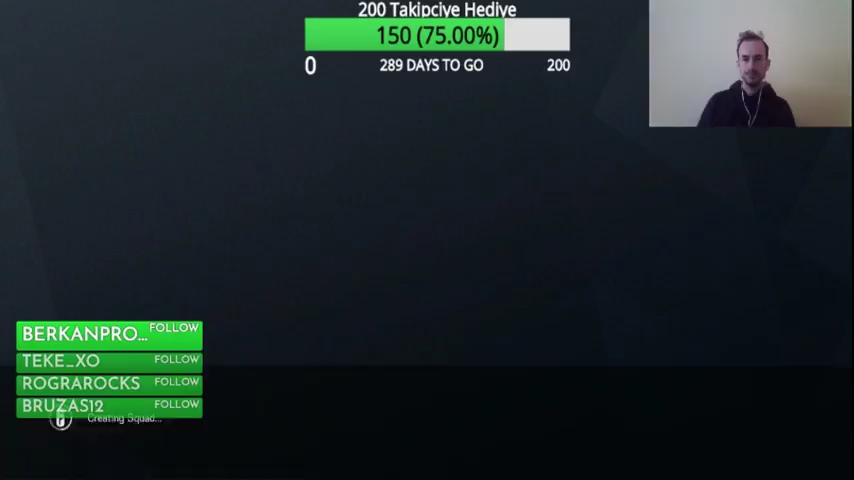 200 Takipçiye Hediye
150 (75.00%)
0 289 DAYS TO GO 200
BERKANPRO... FOLLOW
TEKE_XO FOLLOW
ROGRAROCKS FOLLOW
BRUZAS12 FOLLOW
Creating Squad...